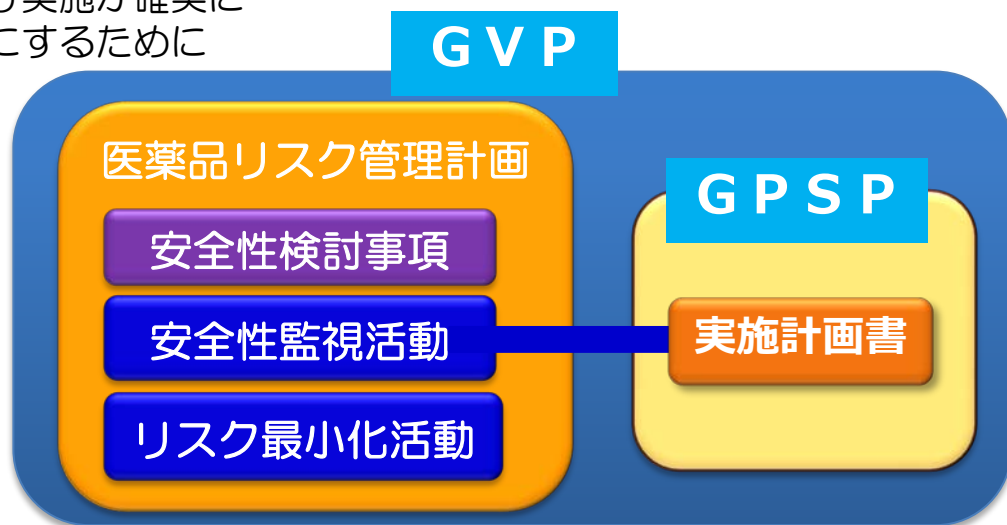 実施が確実に
にするために
GVP
医薬品リスク管理計画
安全性検討事項
安全性監視活動
リスク最小化活動
GPSP
実施計画書